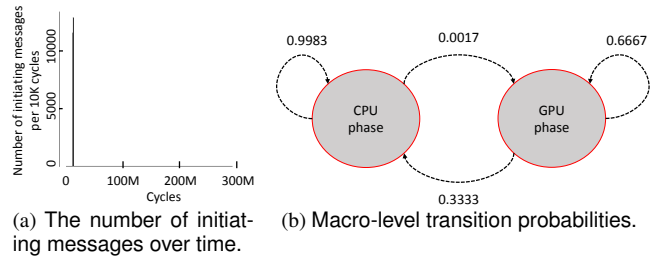 Number of initiating messages
per 10K cycles
10000
5000
0
0 100M 200M 300M
Cycles
(a) The number of initiat-
ing messages over time.
0.9983
0.0017
0.6667
CPU
phase
GPU
phase
0.3333
(b) Macro-level transition probabilities.